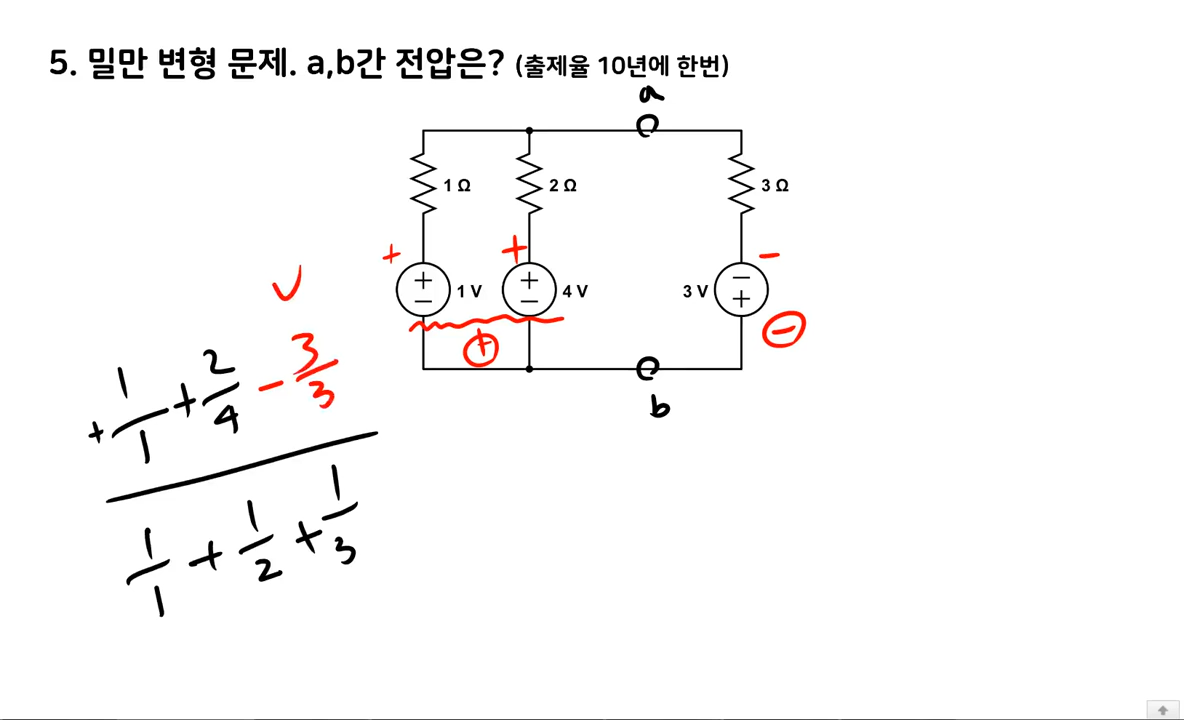 5. 밀만 변형 문제. a,b간 전압은? (출제율 10년에 한번)
a
1 Ω 2 Ω 3 Ω
+ + -
+ + −
1 V 4 V 3 V
− − +
+ −
b
+ 1/1 + 2/4 - 3/3
1/1 + 1/2 + 1/3